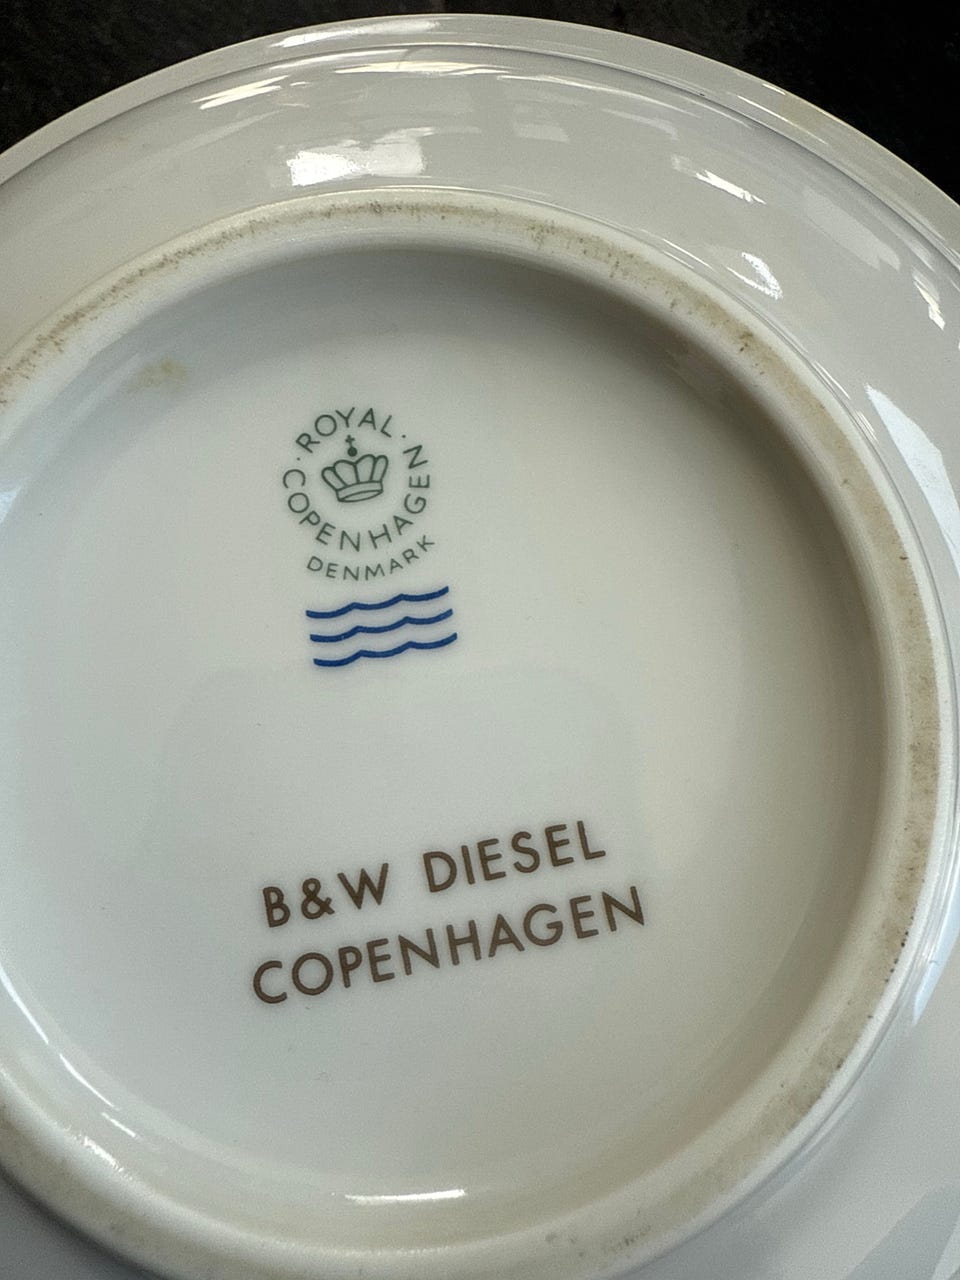 ROYAL
COPENHAGEN
DENMARK
B&W DIESEL
COPENHAGEN